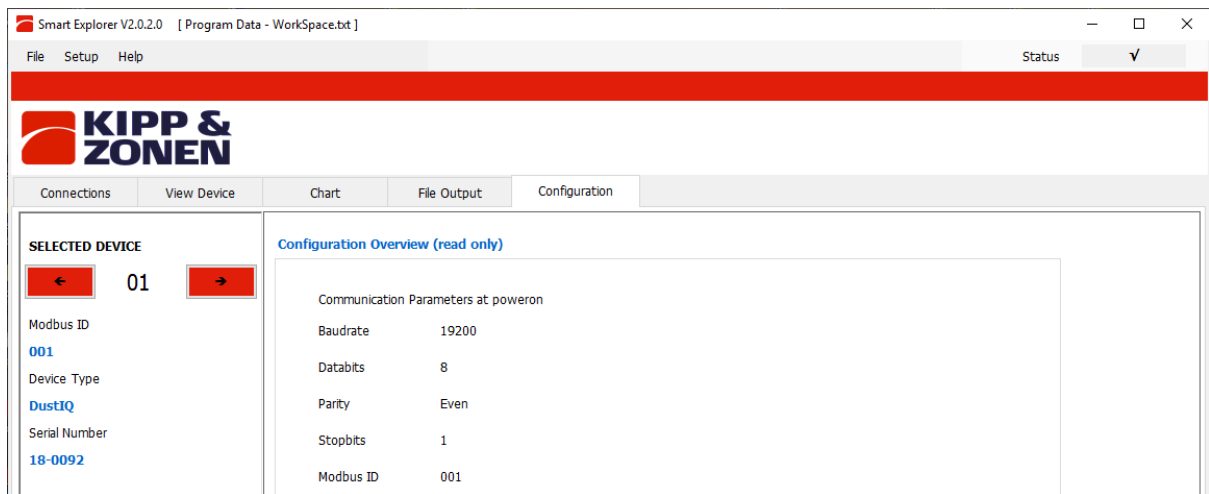 Smart Explorer V2.0.2.0 [ Program Data - WorkSpace.txt ]
File Setup Help Status √
KIPP &
ZONEN
Connections View Device Chart File Output Configuration
SELECTED DEVICE
01
Modbus ID
001
Device Type
DustIQ
Serial Number
18-0092
Configuration Overview (read only)
Communication Parameters at poweron
Baudrate 19200
Databits 8
Parity Even
Stopbits 1
Modbus ID 001